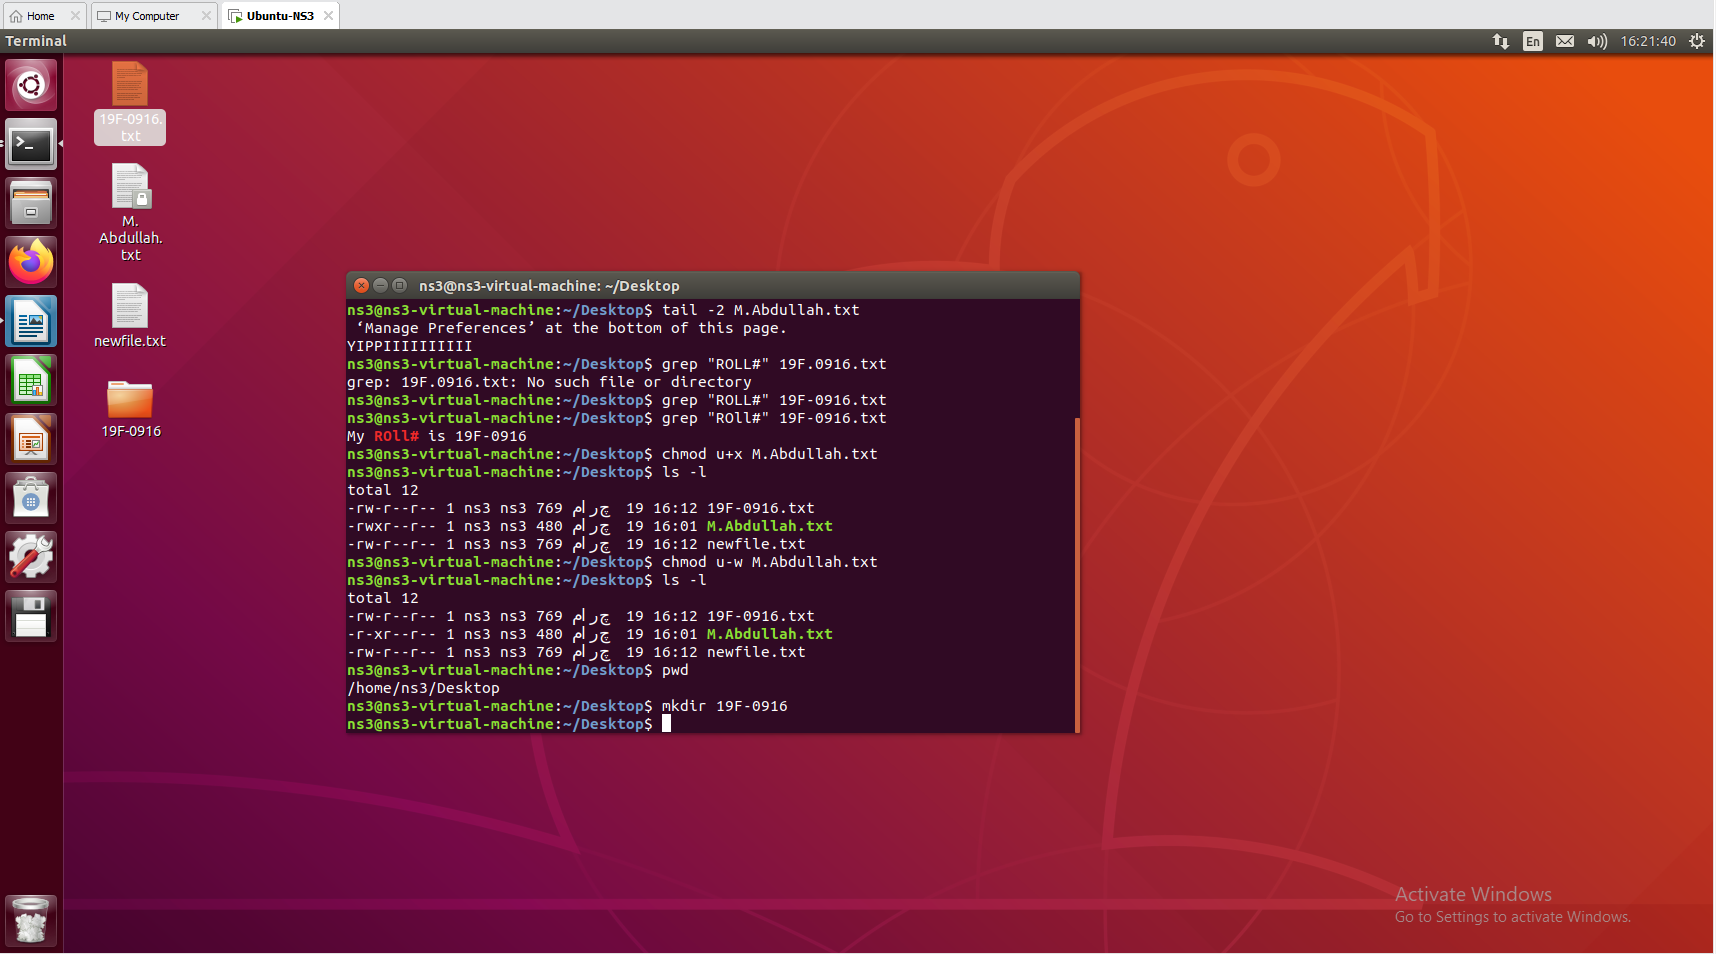 Home
My Computer
Ubuntu-NS3
Terminal
En
16:21:40
19F-0916.
txt
M.
Abdullah.
txt
newfile.txt
19F-0916
ns3@ns3-virtual-machine: ~/Desktop
ns3@ns3-virtual-machine:~/Desktop$ tail -2 M.Abdullah.txt
‘Manage Preferences’ at the bottom of this page.
YIPPIIIIIIIIII
ns3@ns3-virtual-machine:~/Desktop$ grep "ROLL#" 19F.0916.txt
grep: 19F.0916.txt: No such file or directory
ns3@ns3-virtual-machine:~/Desktop$ grep "ROLL#" 19F-0916.txt
ns3@ns3-virtual-machine:~/Desktop$ grep "ROll#" 19F-0916.txt
My ROll# is 19F-0916
ns3@ns3-virtual-machine:~/Desktop$ chmod u+x M.Abdullah.txt
ns3@ns3-virtual-machine:~/Desktop$ ls -l
total 12
-rw-r--r-- 1 ns3 ns3 769 مارچ 19 16:12 19F-0916.txt
-rwxr--r-- 1 ns3 ns3 480 مارچ 19 16:01 M.Abdullah.txt
-rw-r--r-- 1 ns3 ns3 769 مارچ 19 16:12 newfile.txt
ns3@ns3-virtual-machine:~/Desktop$ chmod u-w M.Abdullah.txt
ns3@ns3-virtual-machine:~/Desktop$ ls -l
total 12
-rw-r--r-- 1 ns3 ns3 769 مارچ 19 16:12 19F-0916.txt
-r-xr--r-- 1 ns3 ns3 480 مارچ 19 16:01 M.Abdullah.txt
-rw-r--r-- 1 ns3 ns3 769 مارچ 19 16:12 newfile.txt
ns3@ns3-virtual-machine:~/Desktop$ pwd
/home/ns3/Desktop
ns3@ns3-virtual-machine:~/Desktop$ mkdir 19F-0916
ns3@ns3-virtual-machine:~/Desktop$
Activate Windows
Go to Settings to activate Windows.